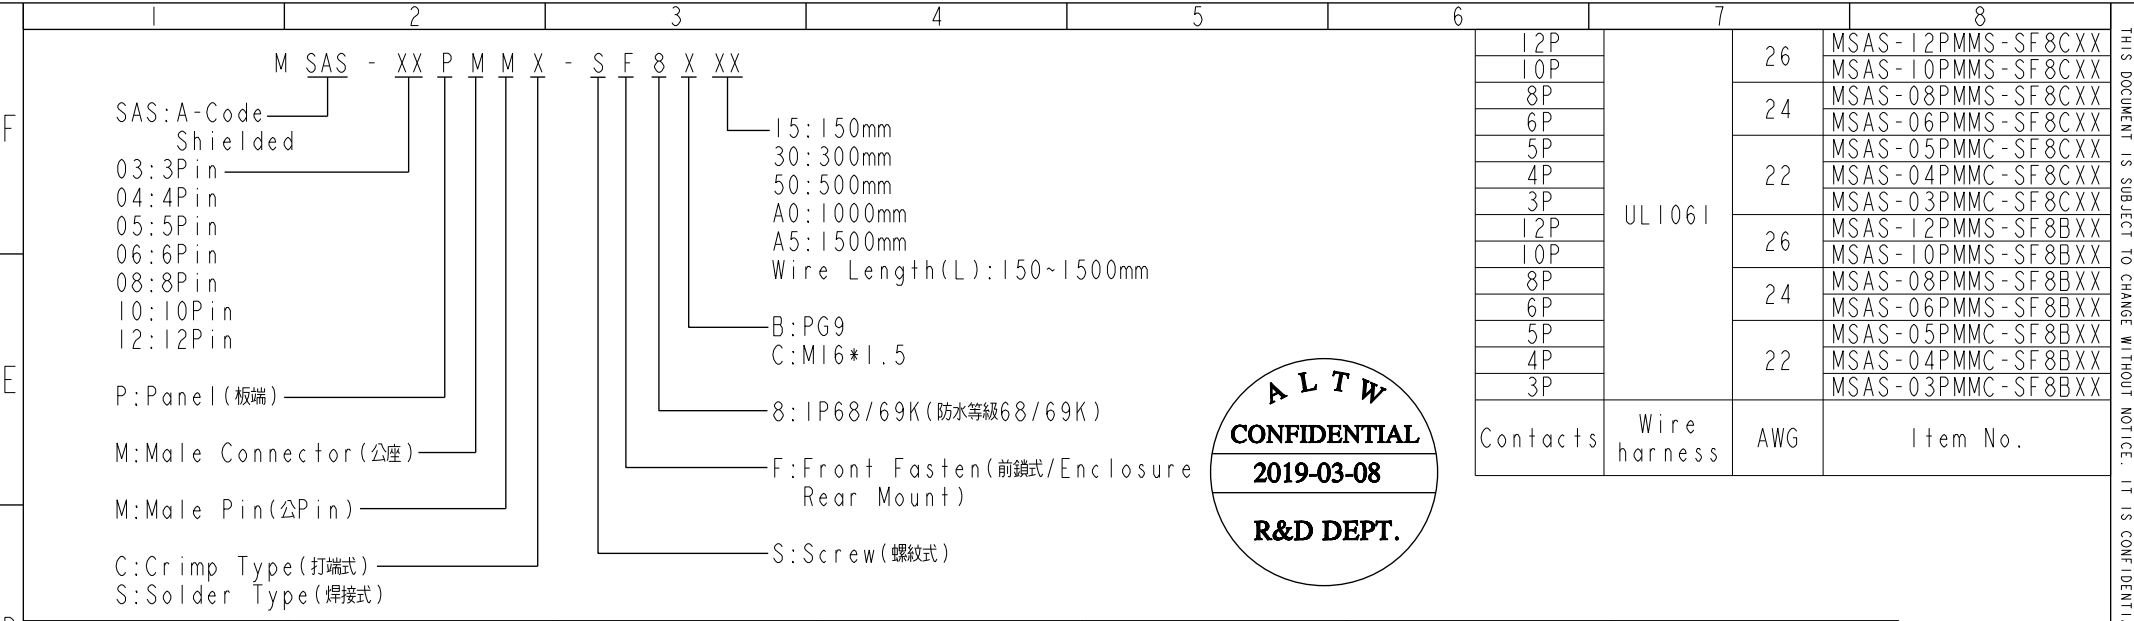 1 2 3 4 5 6 7 8
M SAS - XX P M M X - S F 8 X XX
SAS:A-Code
Shielded
03:3Pin
04:4Pin
05:5Pin
06:6Pin
08:8Pin
10:10Pin
12:12Pin
P:Panel(板端)
M:Male Connector(公座)
M:Male Pin(公Pin)
C:Crimp Type(打端式)
S:Solder Type(焊接式)
15:150mm
30:300mm
50:500mm
A0:1000mm
A5:1500mm
Wire Length(L):150~1500mm
B:PG9
C:M16*1.5
8:IP68/69K(防水等級68/69K)
F:Front Fasten(前鎖式/Enclosure
Rear Mount)
S:Screw(螺紋式)
ALTW
CONFIDENTIAL
2019-03-08
R&D DEPT.
12P UL1061 26 MSAS-12PMMS-SF8CXX
10P MSAS-10PMMS-SF8CXX
8P 24 MSAS-08PMMS-SF8CXX
6P MSAS-06PMMS-SF8CXX
5P 22 MSAS-05PMMC-SF8CXX
4P MSAS-04PMMC-SF8CXX
3P MSAS-03PMMC-SF8CXX
12P 26 MSAS-12PMMS-SF8BXX
10P MSAS-10PMMS-SF8BXX
8P 24 MSAS-08PMMS-SF8BXX
6P MSAS-06PMMS-SF8BXX
5P 22 MSAS-05PMMC-SF8BXX
4P MSAS-04PMMC-SF8BXX
3P MSAS-03PMMC-SF8BXX
Contacts Wire harness AWG Item No.
F
E
THIS DOCUMENT IS SUBJECT TO CHANGE WITHOUT NOTICE. IT IS